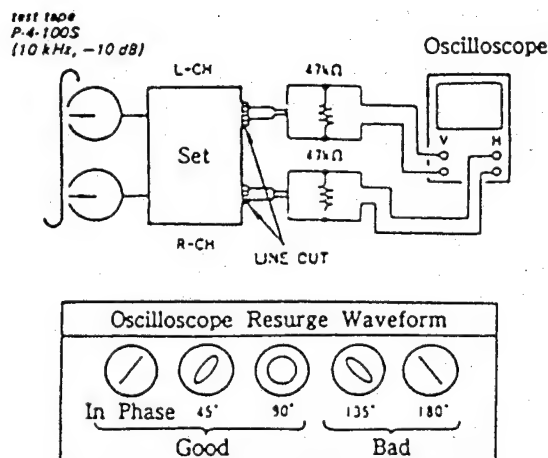 test tape
P-4-100S
(10 kHz, −10 dB)
L-CH
47kΩ
Oscilloscope
Set
V H
47kΩ
R-CH
LINE OUT
Oscilloscope Resurge Waveform
In Phase 45° 90° 135° 180°
Good Bad